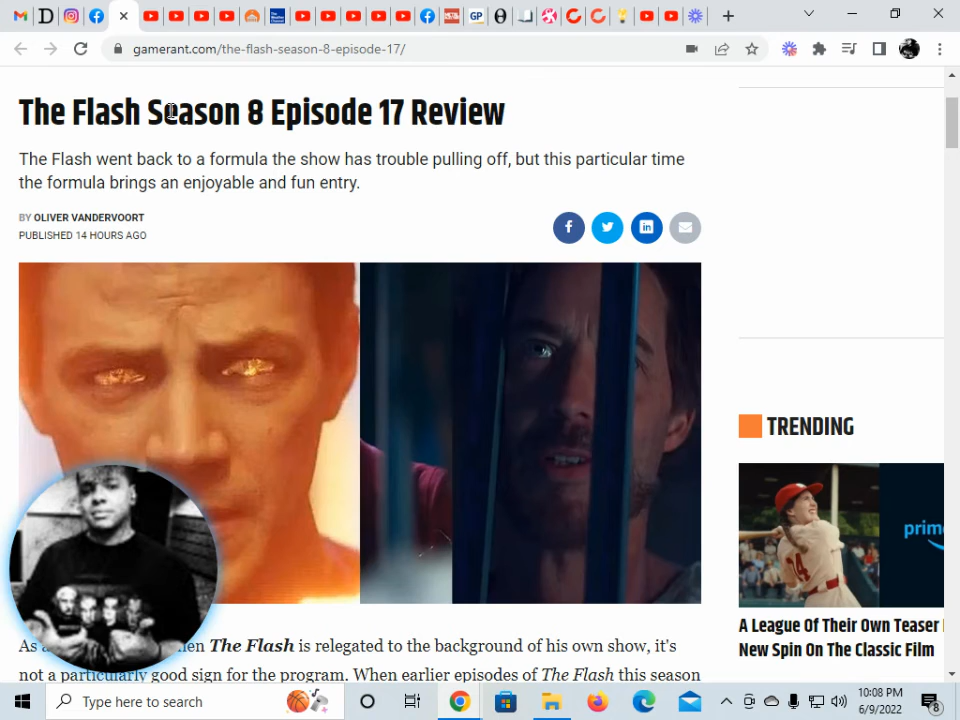 gamerant.com/the-flash-season-8-episode-17/
The Flash Season 8 Episode 17 Review
The Flash went back to a formula the show has trouble pulling off, but this particular time
the formula brings an enjoyable and fun entry.
BY OLIVER VANDERVOORT
PUBLISHED 14 HOURS AGO
TRENDING
14
prime
A League Of Their Own Teaser
New Spin On The Classic Film
As a
The Flash is relegated to the background of his own show, it's
not a particularly good sign for the program. When earlier episodes of The Flash this season
Type here to search
10:08 PM
6/9/2022
8